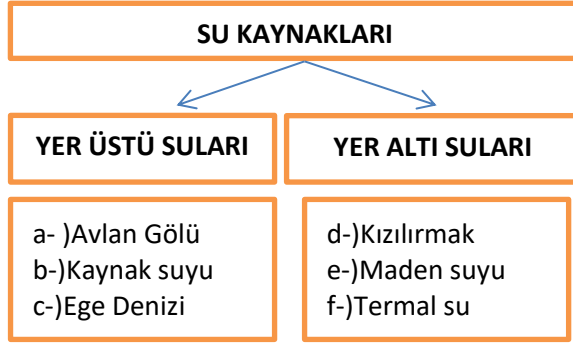 SU KAYNAKLARI
YER ÜSTÜ SULARI
YER ALTI SULARI
a- )Avlan Gölü
b-)Kaynak suyu
c-)Ege Denizi
d-)Kızılırmak
e-)Maden suyu
f-)Termal su